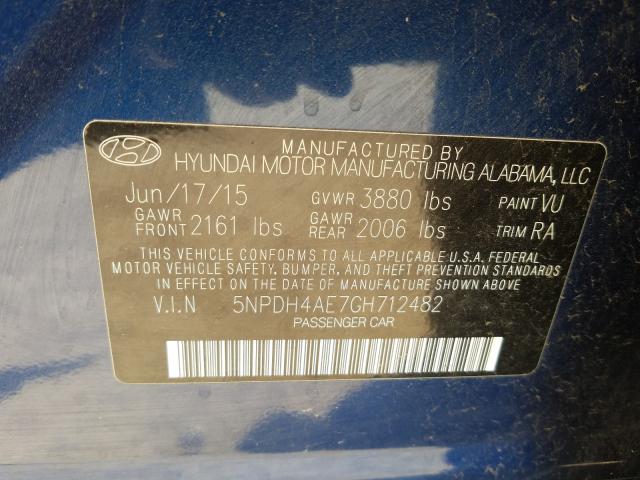 MANUFACTURED BY
HYUNDAI MOTOR MANUFACTURING ALABAMA, LLC
Jun/17/15 GVWR 3880 lbs PAINT VU
GAWR FRONT 2161 lbs GAWR REAR 2006 lbs TRIM RA
THIS VEHICLE CONFORMS TO ALL APPLICABLE U.S.A. FEDERAL
MOTOR VEHICLE SAFETY, BUMPER, AND THEFT PREVENTION STANDARDS
IN EFFECT ON THE DATE OF MANUFACTURE SHOWN ABOVE
V.I.N 5NPDH4AE7GH712482
PASSENGER CAR